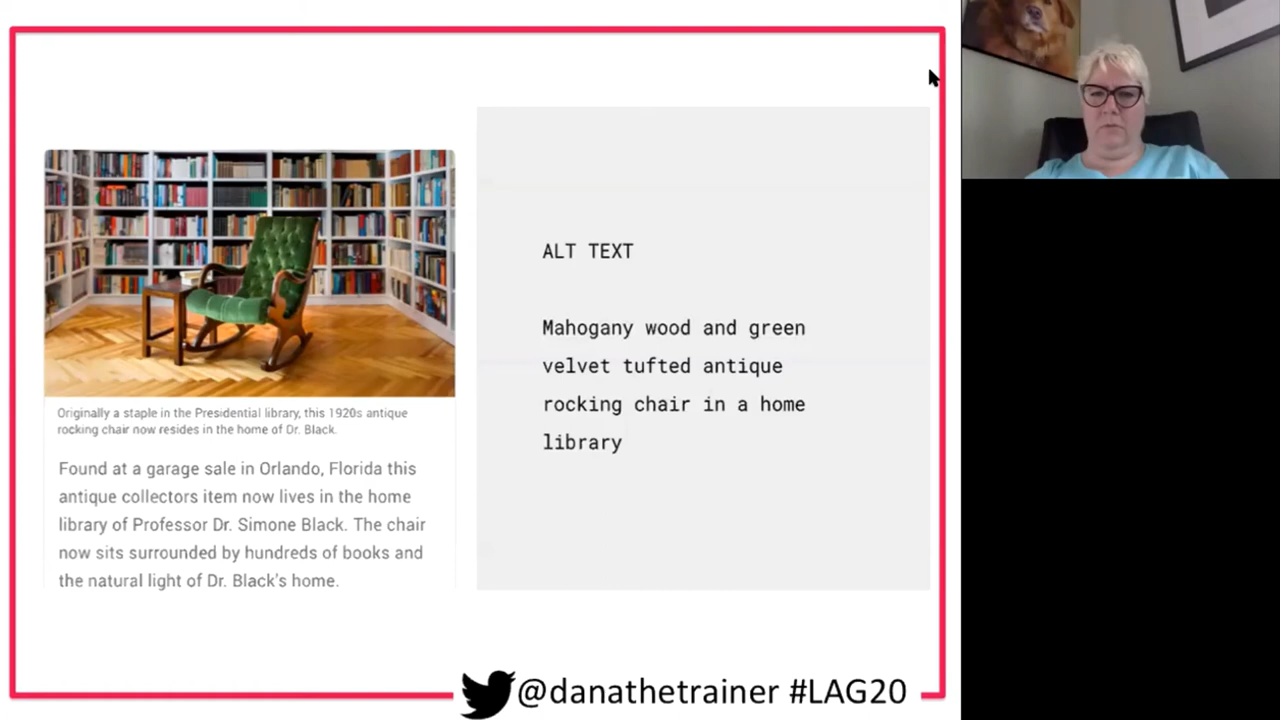 Originally a staple in the Presidential library, this 1920s antique
rocking chair now resides in the home of Dr. Black.
Found at a garage sale in Orlando, Florida this
antique collectors item now lives in the home
library of Professor Dr. Simone Black. The chair
now sits surrounded by hundreds of books and
the natural light of Dr. Black's home.
ALT TEXT
Mahogany wood and green
velvet tufted antique
rocking chair in a home
library
@danathetrainer #LAG20